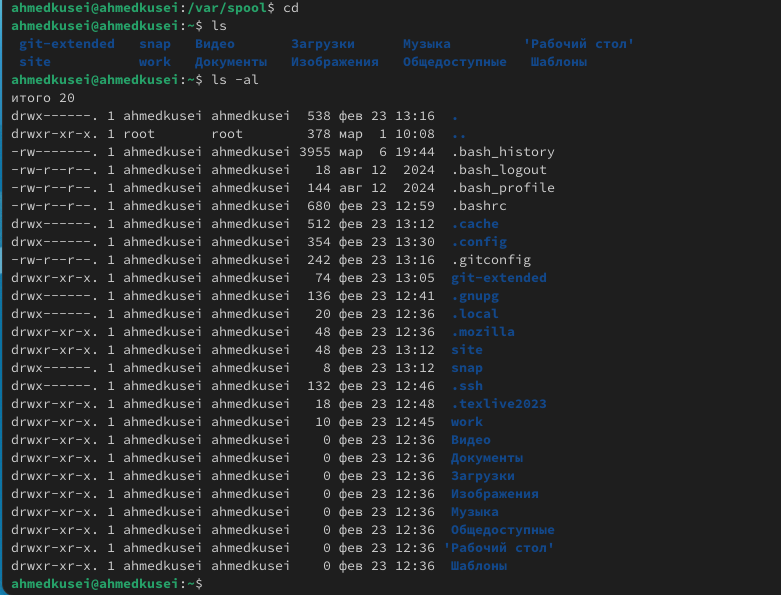 ahmedkusei@ahmedkusei:/var/spool$ cd
ahmedkusei@ahmedkusei:~$ ls
git-extended snap Видео Загрузки Музыка 'Рабочий стол'
site work Документы Изображения Общедоступные Шаблоны
ahmedkusei@ahmedkusei:~$ ls -al
итого 20
drwx------. 1 ahmedkusei ahmedkusei 538 фев 23 13:16 .
drwxr-xr-x. 1 root root 378 мар 1 10:08 ..
-rw-------. 1 ahmedkusei ahmedkusei 3955 мар 6 19:44 .bash_history
-rw-r--r--. 1 ahmedkusei ahmedkusei 18 авг 12 2024 .bash_logout
-rw-r--r--. 1 ahmedkusei ahmedkusei 144 авг 12 2024 .bash_profile
-rw-r--r--. 1 ahmedkusei ahmedkusei 680 фев 23 12:59 .bashrc
drwx------. 1 ahmedkusei ahmedkusei 512 фев 23 13:12 .cache
drwx------. 1 ahmedkusei ahmedkusei 354 фев 23 13:30 .config
-rw-r--r--. 1 ahmedkusei ahmedkusei 242 фев 23 13:16 .gitconfig
drwxr-xr-x. 1 ahmedkusei ahmedkusei 74 фев 23 13:05 git-extended
drwx------. 1 ahmedkusei ahmedkusei 136 фев 23 12:41 .gnupg
drwx------. 1 ahmedkusei ahmedkusei 20 фев 23 12:36 .local
drwxr-xr-x. 1 ahmedkusei ahmedkusei 48 фев 23 12:36 .mozilla
drwxr-xr-x. 1 ahmedkusei ahmedkusei 48 фев 23 13:12 site
drwx------. 1 ahmedkusei ahmedkusei 8 фев 23 13:12 snap
drwx------. 1 ahmedkusei ahmedkusei 132 фев 23 12:46 .ssh
drwxr-xr-x. 1 ahmedkusei ahmedkusei 18 фев 23 12:48 .texlive2023
drwxr-xr-x. 1 ahmedkusei ahmedkusei 10 фев 23 12:45 work
drwxr-xr-x. 1 ahmedkusei ahmedkusei 0 фев 23 12:36 Видео
drwxr-xr-x. 1 ahmedkusei ahmedkusei 0 фев 23 12:36 Документы
drwxr-xr-x. 1 ahmedkusei ahmedkusei 0 фев 23 12:36 Загрузки
drwxr-xr-x. 1 ahmedkusei ahmedkusei 0 фев 23 12:36 Изображения
drwxr-xr-x. 1 ahmedkusei ahmedkusei 0 фев 23 12:36 Музыка
drwxr-xr-x. 1 ahmedkusei ahmedkusei 0 фев 23 12:36 Общедоступные
drwxr-xr-x. 1 ahmedkusei ahmedkusei 0 фев 23 12:36 'Рабочий стол'
drwxr-xr-x. 1 ahmedkusei ahmedkusei 0 фев 23 12:36 Шаблоны
ahmedkusei@ahmedkusei:~$